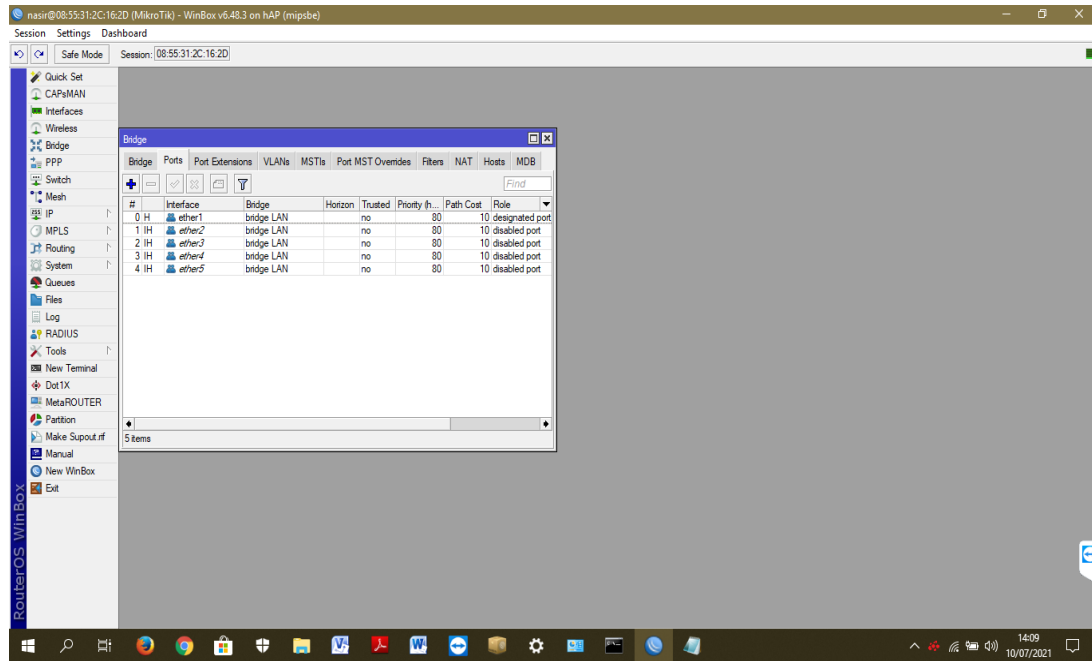 nasir@08:55:31:2C:16:2D (MikroTik) - WinBox v6.48.3 on hAP (mipsbe)
Session Settings Dashboard
Safe Mode Session: 08:55:31:2C:16:2D
Quick Set
CAPsMAN
Interfaces
Wireless
Bridge
PPP
Switch
Mesh
IP
MPLS
Routing
System
Queues
Files
Log
RADIUS
Tools
New Terminal
Dot1X
MetaROUTER
Partition
Make Supout.rif
Manual
New WinBox
Exit
RouterOS WinBox
Bridge
Bridge Ports Port Extensions VLANs MSTIs Port MST Overrides Filters NAT Hosts MDB
Find
# Interface Bridge Horizon Trusted Priority (h... Path Cost Role
0 H ether1 bridge LAN no 80 10 designated port
1 IH ether2 bridge LAN no 80 10 disabled port
2 IH ether3 bridge LAN no 80 10 disabled port
3 IH ether4 bridge LAN no 80 10 disabled port
4 IH ether5 bridge LAN no 80 10 disabled port
5 items
14:09
10/07/2021